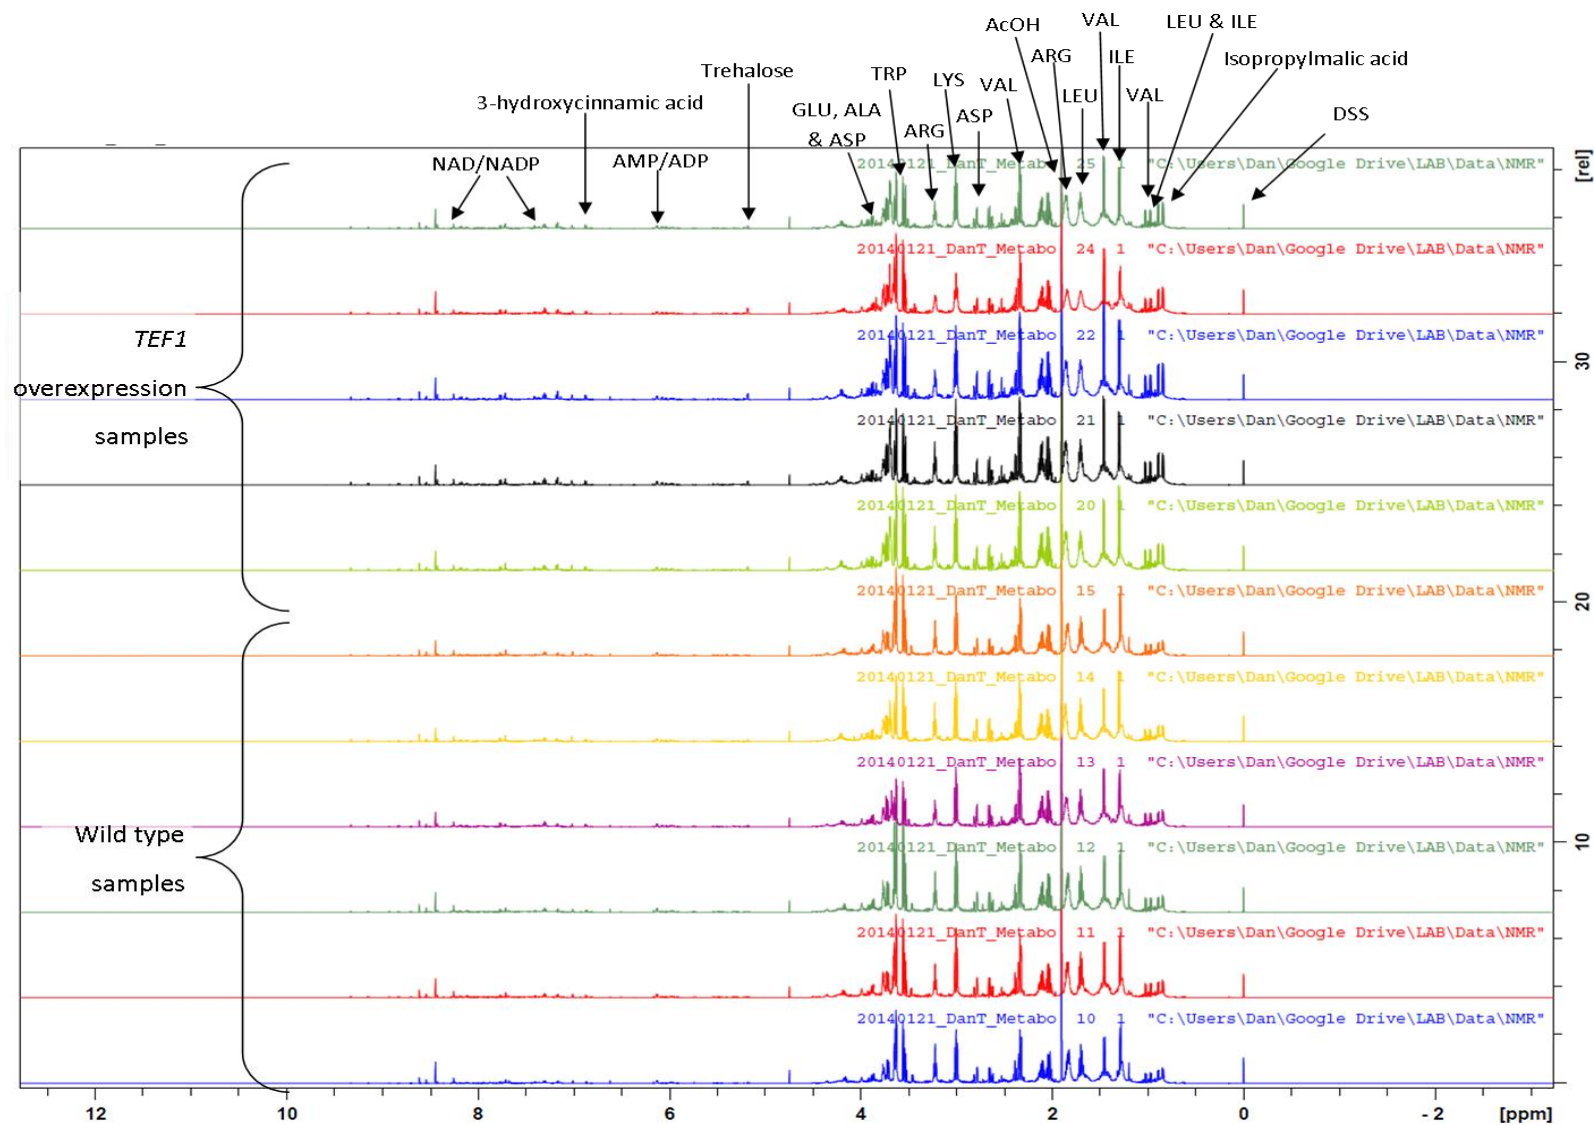 AcOH
VAL
LEU & ILE
ARG
ILE
Isopropylmalic acid
Trehalose
TRP
LYS
VAL
LEU
VAL
3-hydroxycinnamic acid
GLU, ALA
& ASP
ARG
ASP
DSS
NAD/NADP
AMP/ADP
20140121_DanT_Metabo 25 1 "C:\Users\Dan\Google Drive\LAB\Data\NMR"
[rel]
20140121_DanT_Metabo 24 1 "C:\Users\Dan\Google Drive\LAB\Data\NMR"
TEF1
overexpression
samples
20140121_DanT_Metabo 22 1 "C:\Users\Dan\Google Drive\LAB\Data\NMR"
30
20140121_DanT_Metabo 21 1 "C:\Users\Dan\Google Drive\LAB\Data\NMR"
20140121_DanT_Metabo 20 1 "C:\Users\Dan\Google Drive\LAB\Data\NMR"
20140121_DanT_Metabo 15 1 "C:\Users\Dan\Google Drive\LAB\Data\NMR"
20
20140121_DanT_Metabo 14 1 "C:\Users\Dan\Google Drive\LAB\Data\NMR"
20140121_DanT_Metabo 13 1 "C:\Users\Dan\Google Drive\LAB\Data\NMR"
Wild type
samples
20140121_DanT_Metabo 12 1 "C:\Users\Dan\Google Drive\LAB\Data\NMR"
10
20140121_DanT_Metabo 11 1 "C:\Users\Dan\Google Drive\LAB\Data\NMR"
20140121_DanT_Metabo 10 1 "C:\Users\Dan\Google Drive\LAB\Data\NMR"
12 10 8 6 4 2 0 - 2 [ppm]